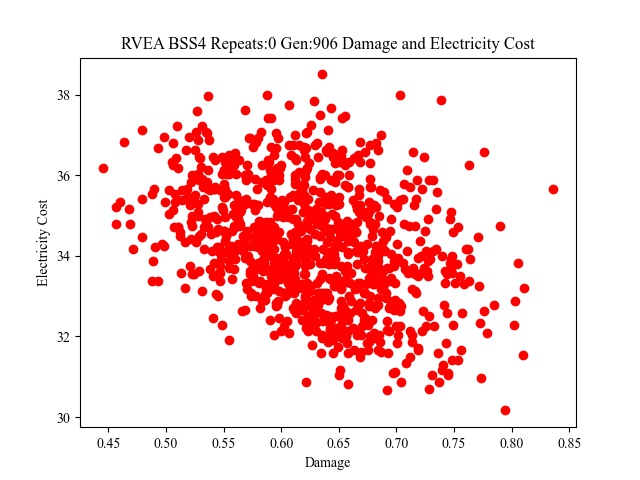 RVEA BSS4 Repeats:0 Gen:906 Damage and Electricity Cost
38
36
34
32
30
Electricity Cost
0.45 0.50 0.55 0.60 0.65 0.70 0.75 0.80 0.85
Damage